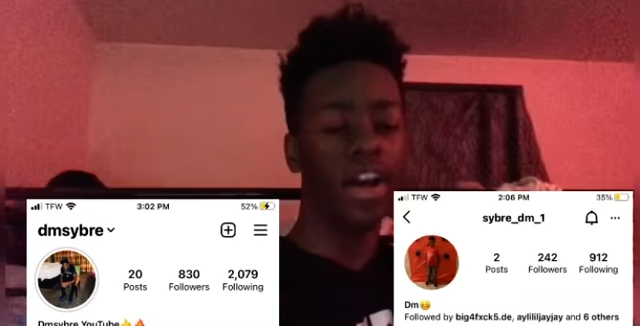 TFW 3:02 PM 52%
dmsybre
20 830 2,079
Posts Followers Following
Dmsybre YouTube⭐🔥
TFW 2:06 PM 35%
sybre_dm_1
2 242 912
Posts Followers Following
Dm😏
Followed by big4fxck5.de, aylililjayjay and 6 others